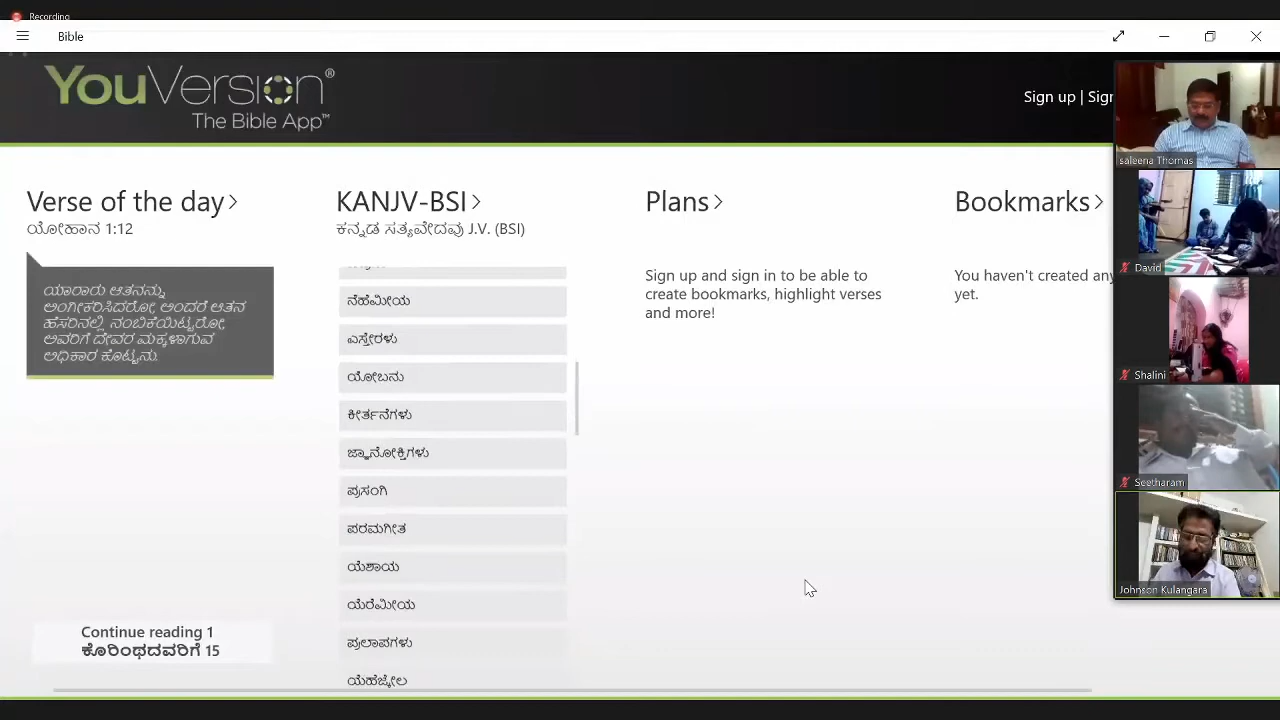 Recording
Bible
YouVersion®
The Bible App™
Sign up | Sign
Verse of the day
ಯೋಹಾನ 1:12
ಯಾರಾರು ಆತನನ್ನು
ಅಂಗೀಕರಿಸಿದರೋ, ಅಂದರೆ ಆತನ
ಹೆಸರಿನಲ್ಲಿ ನಂಬಿಕೆಯಿಟ್ಟರೋ,
ಅವರಿಗೆ ದೇವರ ಮಕ್ಕಳಾಗುವ
ಅಧಿಕಾರ ಕೊಟ್ಟನು.
Continue reading 1
ಕೊರಿಂಥದವರಿಗೆ 15
KANJV-BSI
ಕನ್ನಡ ಸತ್ಯವೇದವು J.V. (BSI)
ನೆಹೆಮೀಯ
ಎಸ್ತೇರಳು
ಯೋಬನು
ಕೀರ್ತನೆಗಳು
ಜ್ಞಾನೋಕ್ತಿಗಳು
ಪ್ರಸಂಗಿ
ಪರಮಗೀತ
ಯೆಶಾಯ
ಯೆರೆಮೀಯ
ಪ್ರಲಾಪಗಳು
ಯೆಹೆಜ್ಕೇಲ
Plans
Sign up and sign in to be able to
create bookmarks, highlight verses
and more!
Bookmarks
You haven't created any
yet.
saleena Thomas
David
Shalini
Seetharam
Johnson Kulangara